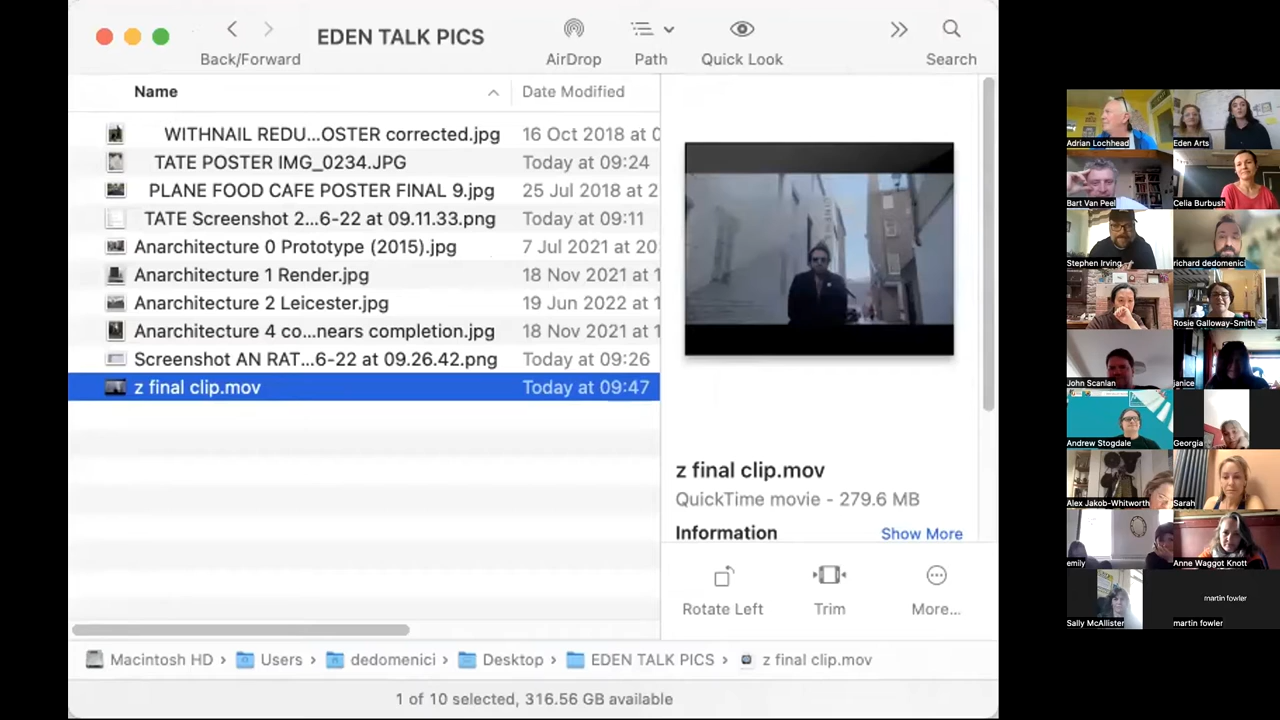 EDEN TALK PICS
Back/Forward
AirDrop
Path
Quick Look
Search
Name
Date Modified
WITHNAIL REDU...OSTER corrected.jpg 16 Oct 2018 at 0
TATE POSTER IMG_0234.JPG Today at 09:24
PLANE FOOD CAFE POSTER FINAL 9.jpg 25 Jul 2018 at 2
TATE Screenshot 2...6-22 at 09.11.33.png Today at 09:11
Anarchitecture 0 Prototype (2015).jpg 7 Jul 2021 at 20
Anarchitecture 1 Render.jpg 18 Nov 2021 at 1
Anarchitecture 2 Leicester.jpg 19 Jun 2022 at 1
Anarchitecture 4 co...nears completion.jpg 18 Nov 2021 at 1
Screenshot AN RAT...6-22 at 09.26.42.png Today at 09:26
z final clip.mov Today at 09:47
z final clip.mov
QuickTime movie - 279.6 MB
Information Show More
Rotate Left
Trim
More...
Macintosh HD › Users › dedomenici › Desktop › EDEN TALK PICS › z final clip.mov
1 of 10 selected, 316.56 GB available
Adrian Lochhead
Eden Arts
Bart Van Peel
Celia Burbush
Stephen Irving
richard dedomenici
Rosie Galloway-Smith
John Scanlan
janice
Andrew Stogdale
Georgia
Alex Jakob-Whitworth
Sarah
emily
Anne Waggot Knott
Sally McAllister
martin fowler
martin fowler